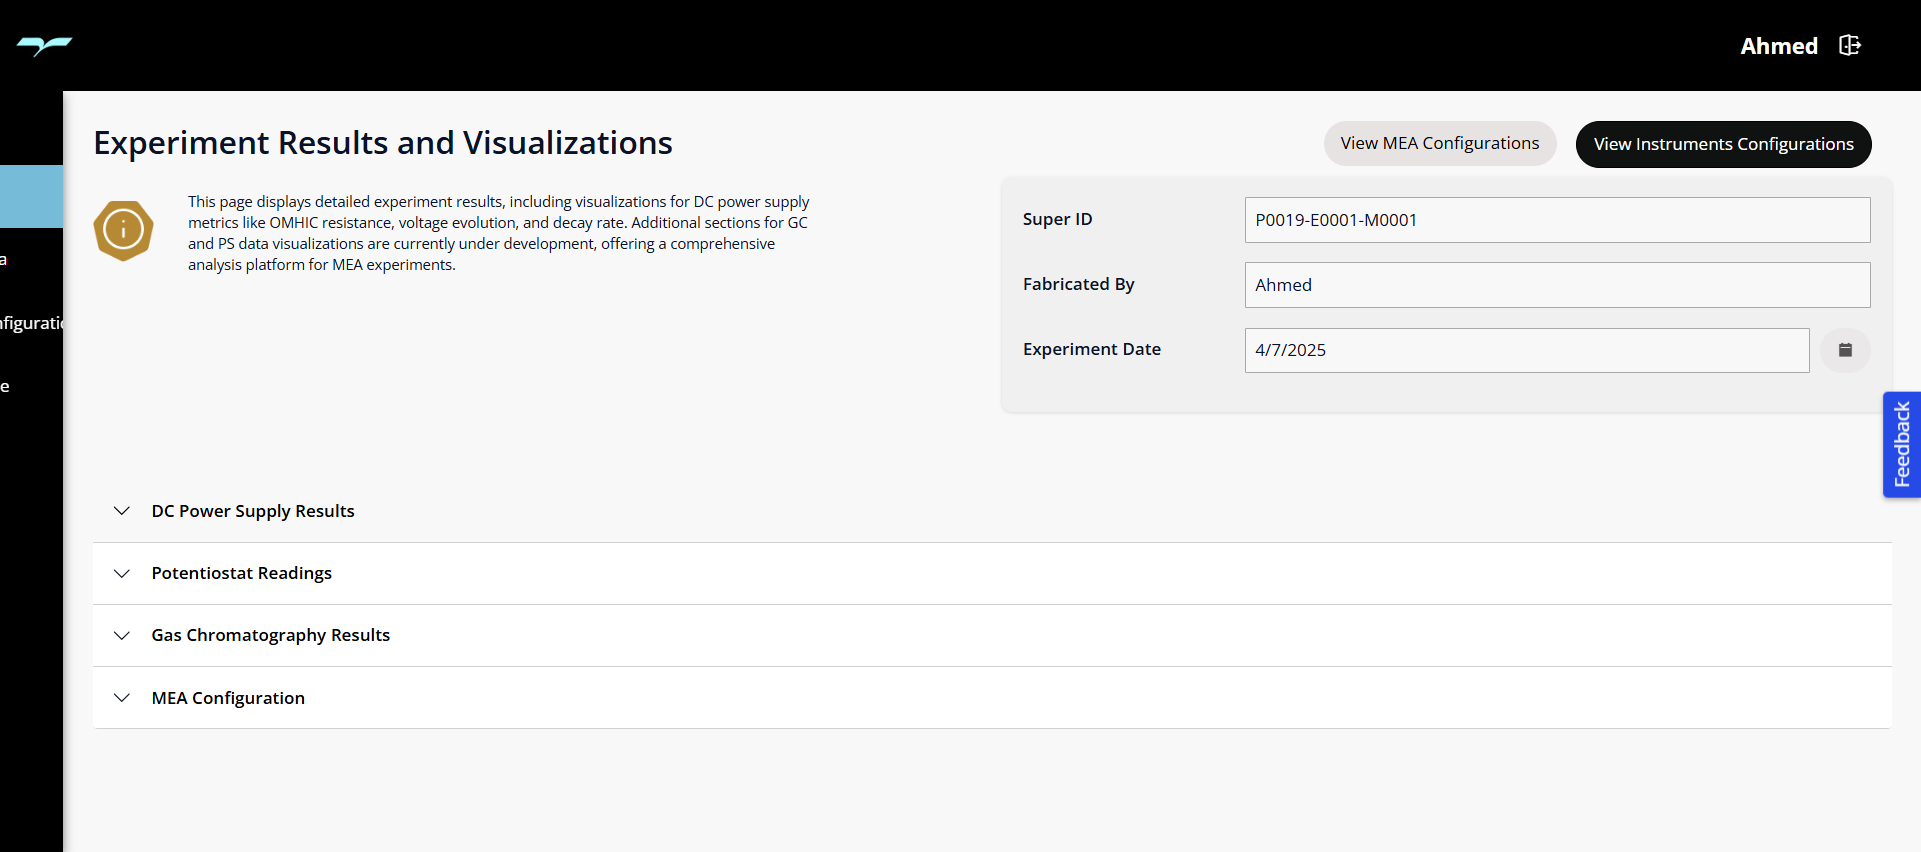 Ahmed
Experiment Results and Visualizations
View MEA Configurations
View Instruments Configurations
This page displays detailed experiment results, including visualizations for DC power supply
metrics like OMHIC resistance, voltage evolution, and decay rate. Additional sections for GC
and PS data visualizations are currently under development, offering a comprehensive
analysis platform for MEA experiments.
Super ID
P0019-E0001-M0001
Fabricated By
Ahmed
Experiment Date
4/7/2025
Feedback
DC Power Supply Results
Potentiostat Readings
Gas Chromatography Results
MEA Configuration